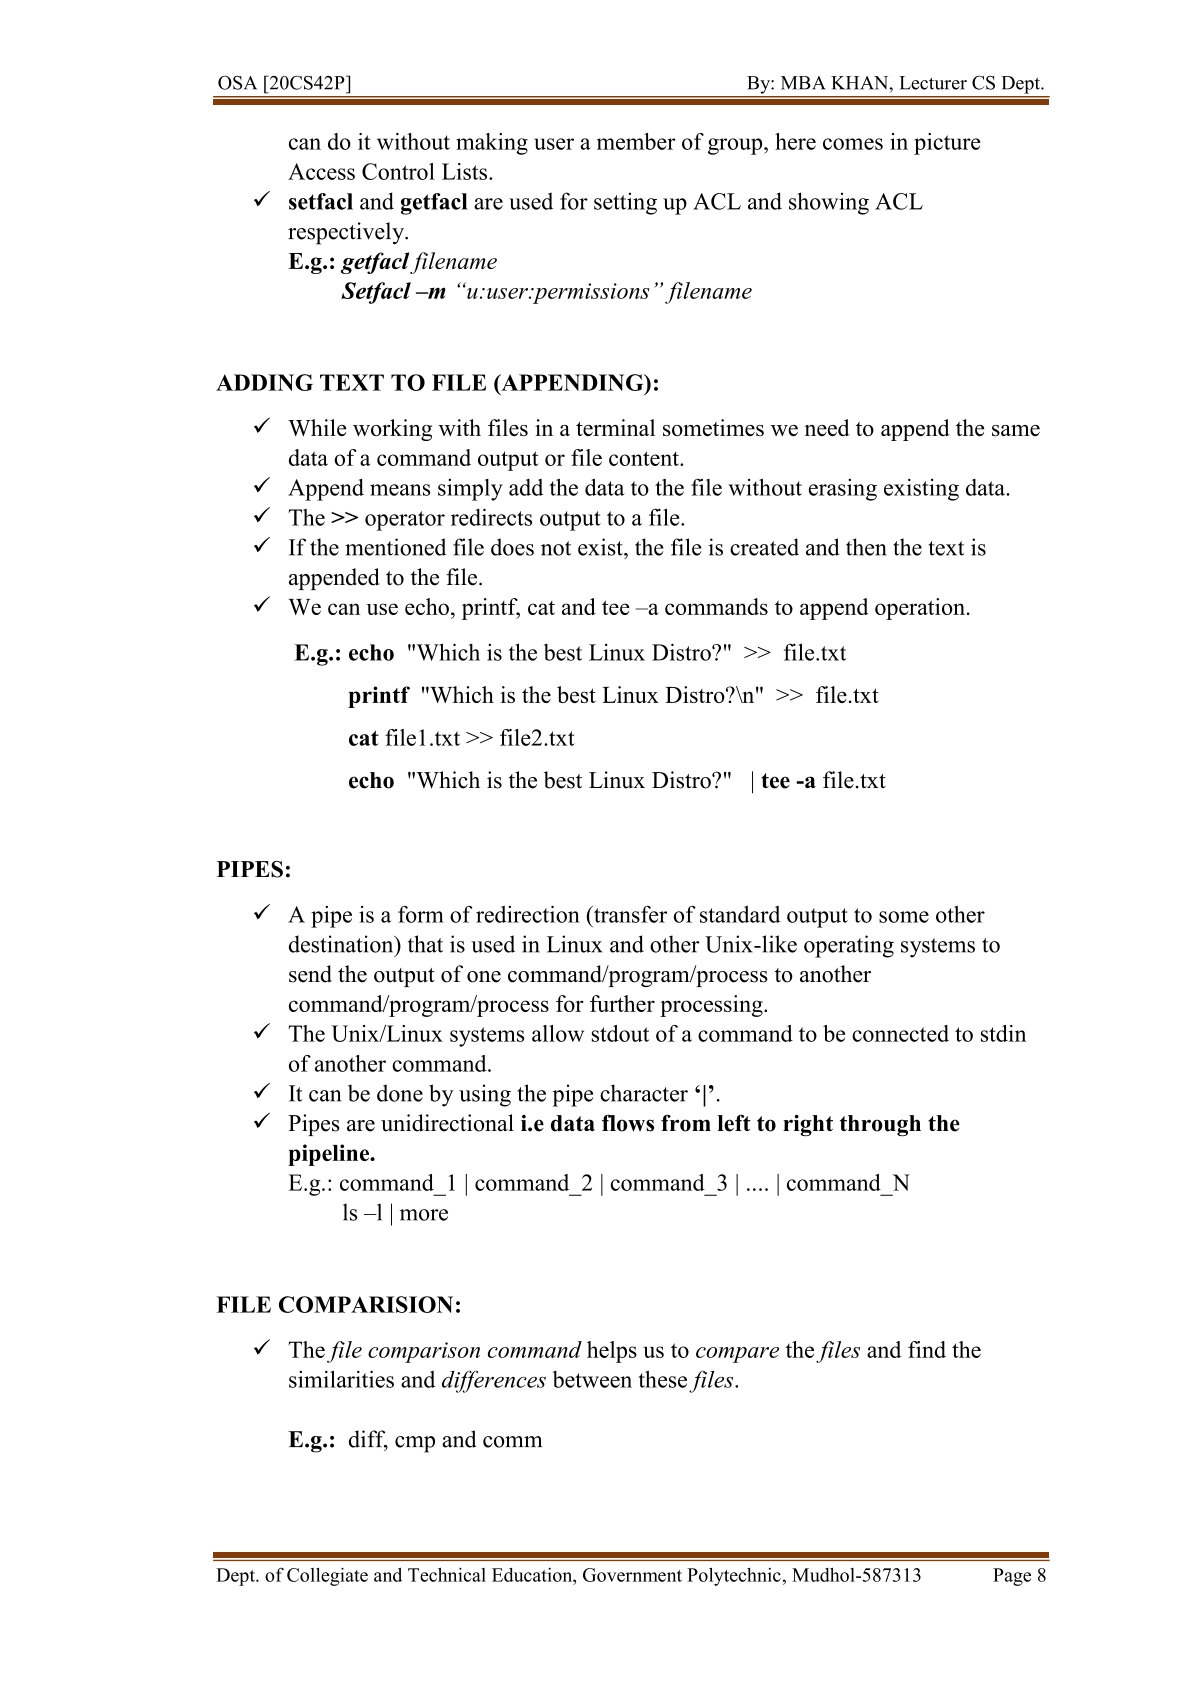 OSA [20CS42P] By: MBA KHAN, Lecturer CS Dept.
can do it without making user a member of group, here comes in picture
Access Control Lists.
✓ setfacl and getfacl are used for setting up ACL and showing ACL
respectively.
E.g.: getfacl filename
Setfacl –m “u:user:permissions” filename
ADDING TEXT TO FILE (APPENDING):
✓ While working with files in a terminal sometimes we need to append the same
data of a command output or file content.
✓ Append means simply add the data to the file without erasing existing data.
✓ The >> operator redirects output to a file.
✓ If the mentioned file does not exist, the file is created and then the text is
appended to the file.
✓ We can use echo, printf, cat and tee –a commands to append operation.
E.g.: echo "Which is the best Linux Distro?" >> file.txt
printf "Which is the best Linux Distro?\n" >> file.txt
cat file1.txt >> file2.txt
echo "Which is the best Linux Distro?" | tee -a file.txt
PIPES:
✓ A pipe is a form of redirection (transfer of standard output to some other
destination) that is used in Linux and other Unix-like operating systems to
send the output of one command/program/process to another
command/program/process for further processing.
✓ The Unix/Linux systems allow stdout of a command to be connected to stdin
of another command.
✓ It can be done by using the pipe character ‘|’.
✓ Pipes are unidirectional i.e data flows from left to right through the
pipeline.
E.g.: command_1 | command_2 | command_3 | .... | command_N
ls –l | more
FILE COMPARISION:
✓ The file comparison command helps us to compare the files and find the
similarities and differences between these files.
E.g.: diff, cmp and comm
Dept. of Collegiate and Technical Education, Government Polytechnic, Mudhol-587313 Page 8